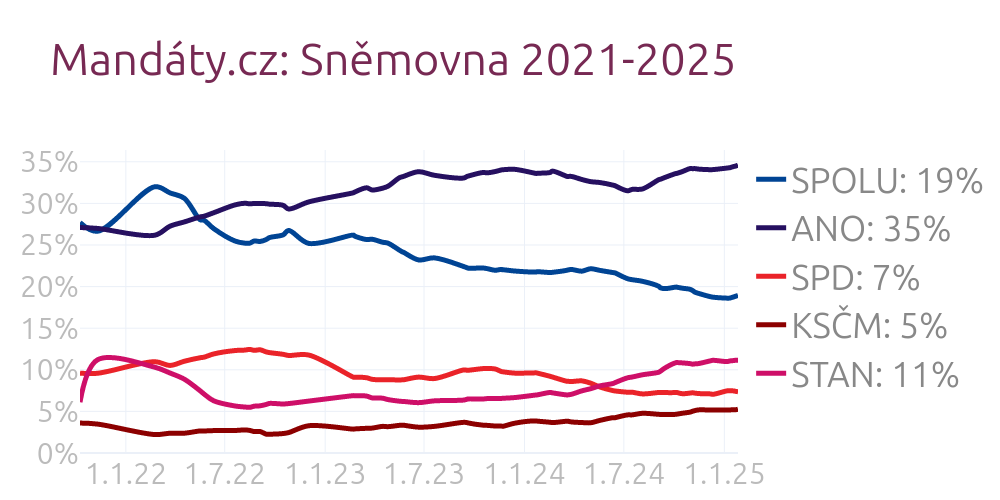 Mandáty.cz: Sněmovna 2021-2025
35%
30%
25%
20%
15%
10%
5%
0%
1.1.22 1.7.22 1.1.23 1.7.23 1.1.24 1.7.24 1.1.25
SPOLU: 19%
ANO: 35%
SPD: 7%
KSČM: 5%
STAN: 11%